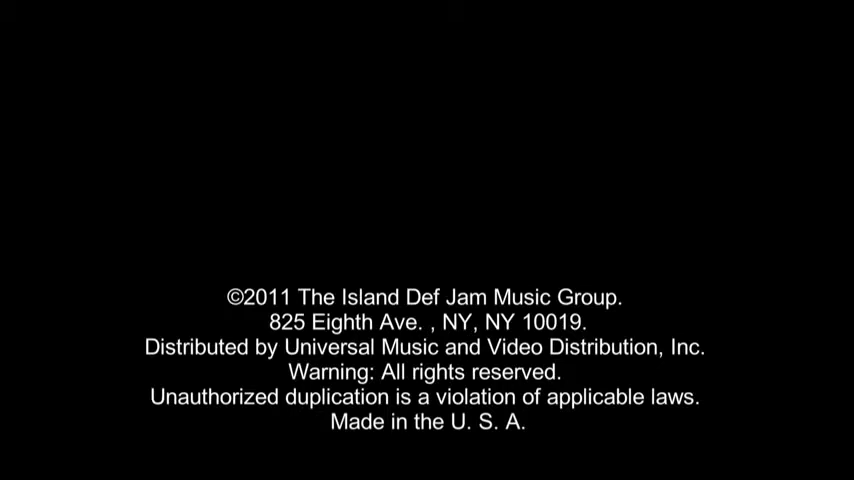 ©2011 The Island Def Jam Music Group.
825 Eighth Ave. , NY, NY 10019.
Distributed by Universal Music and Video Distribution, Inc.
Warning: All rights reserved.
Unauthorized duplication is a violation of applicable laws.
Made in the U. S. A.